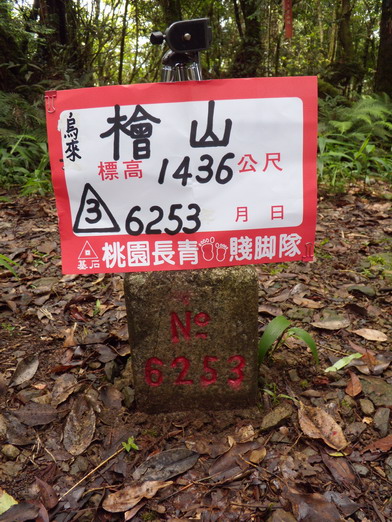 烏來
檜山
標高 1436 公尺
△3 6253 月 日
基石 桃園長青 賤脚隊
No
6253